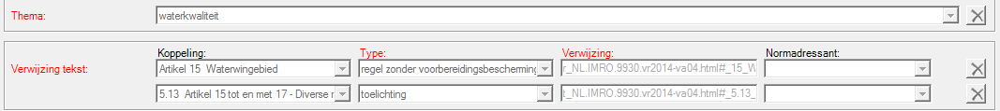 Thema: waterkwaliteit
Koppeling: Type: Verwijzing: Normadressant:
Verwijzing tekst: Artikel 15 Waterwingebied regel zonder voorbereidingsbescherming r_NL.IMRO.9930.vr2014-va04.html#_15_W
5.13 Artikel 15 tot en met 17 - Diverse r toelichting t_NL.IMRO.9930.vr2014-va04.html#_5.13_